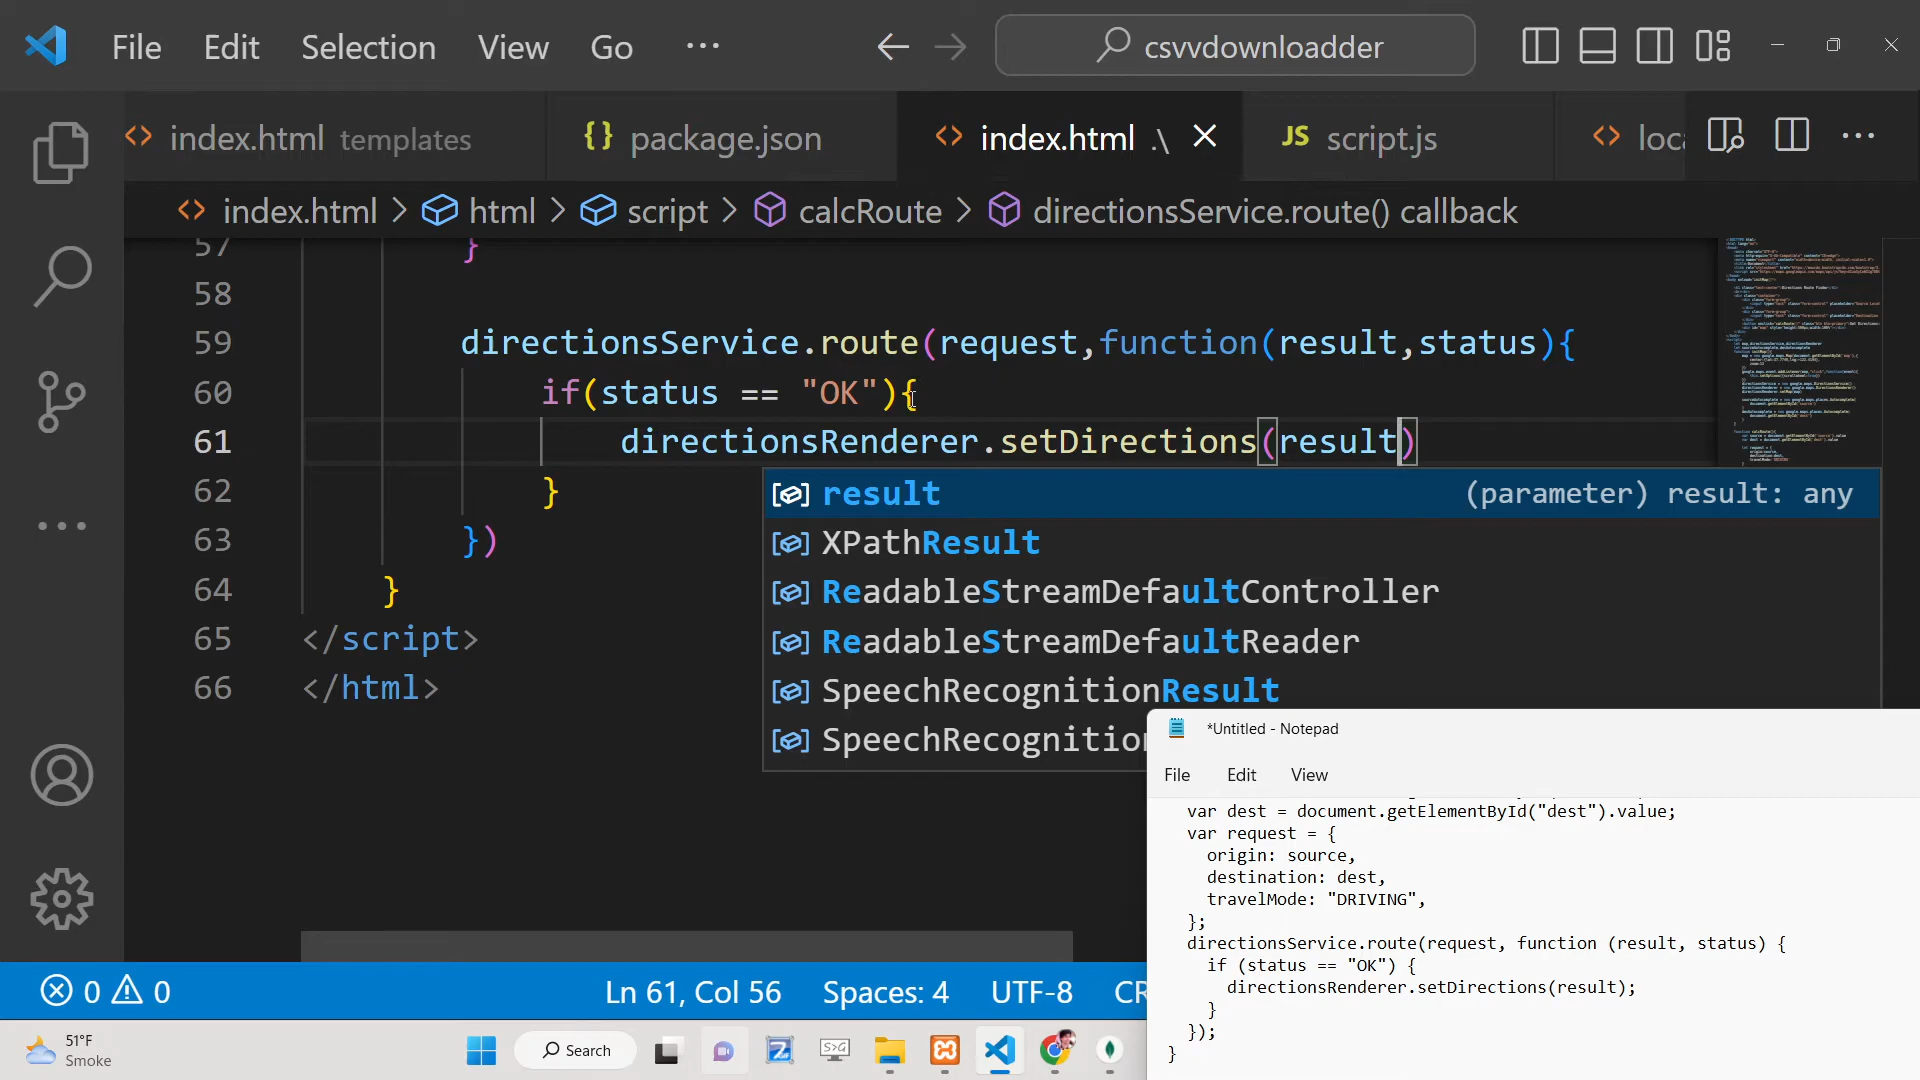 File Edit Selection View Go ··· csvvdownloadder
index.html templates package.json index.html .\ JS script.js loc
index.html > html > script > calcRoute > directionsService.route() callback
57 }
58
59 directionsService.route(request,function(result,status){
60 if(status == "OK"){
61 directionsRenderer.setDirections(result)
62 }
63 })
64 }
65 </script>
66 </html>
result (parameter) result: any
XPathResult
ReadableStreamDefaultController
ReadableStreamDefaultReader
SpeechRecognitionResult
SpeechRecognition
*Untitled - Notepad
File Edit View
var dest = document.getElementById("dest").value;
var request = {
origin: source,
destination: dest,
travelMode: "DRIVING",
};
directionsService.route(request, function (result, status) {
if (status == "OK") {
directionsRenderer.setDirections(result);
}
});
}
0 0 Ln 61, Col 56 Spaces: 4 UTF-8 CR
51°F
Smoke
Search